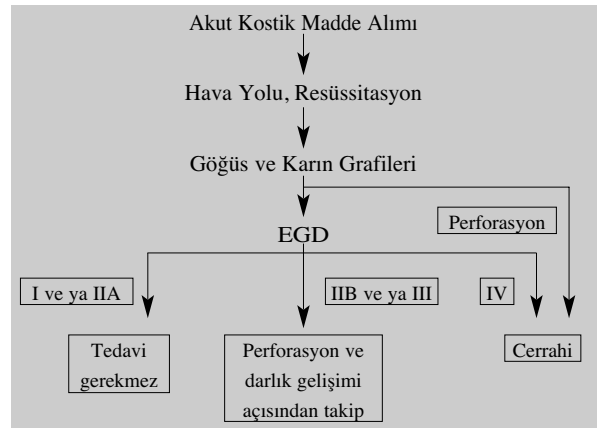 Akut Kostik Madde Alımı
Hava Yolu, Resüssitasyon
Göğüs ve Karın Grafileri
Perforasyon
EGD
I ve ya IIA
IIB ve ya III
IV
Tedavi
gerekmez
Perforasyon ve
darlık gelişimi
açısından takip
Cerrahi